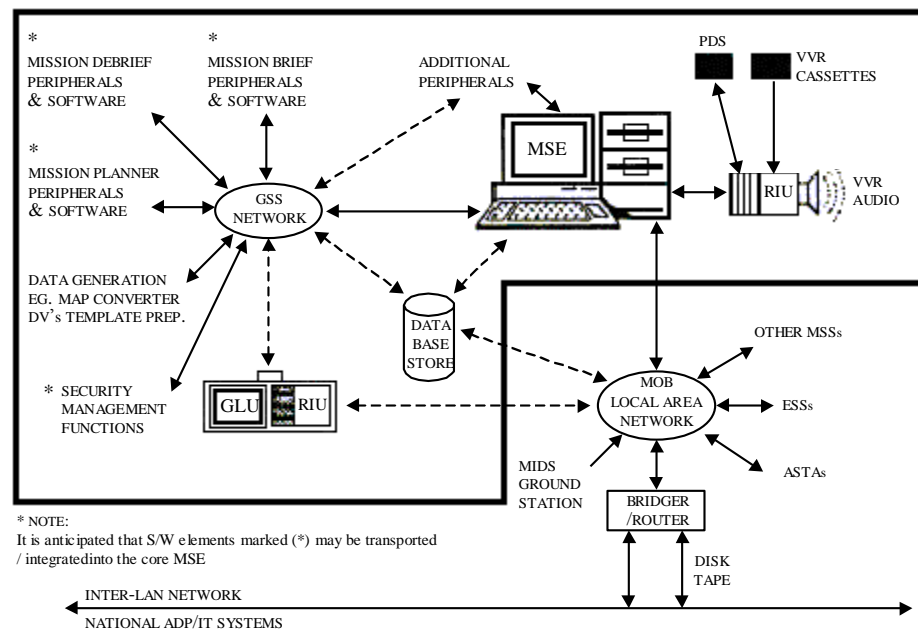 *
MISSION DEBRIEF
PERIPHERALS
& SOFTWARE
*
MISSION BRIEF
PERIPHERALS
& SOFTWARE
ADDITIONAL
PERIPHERALS
PDS
VVR
CASSETTES
MSE
RIU
VVR
AUDIO
*
MISSION PLANNER
PERIPHERALS
& SOFTWARE
GSS
NETWORK
DATA GENERATION
EG. MAP CONVERTER
DV's TEMPLATE PREP.
DATA
BASE
STORE
* SECURITY
MANAGEMENT
FUNCTIONS
GLU
RIU
OTHER MSSs
MOB
LOCAL AREA
NETWORK
ESSs
ASTAs
MIDS
GROUND
STATION
BRIDGER
/ROUTER
DISK
TAPE
* NOTE:
It is anticipated that S/W elements marked (*) may be transported
/ integratedinto the core MSE
INTER-LAN NETWORK
NATIONAL ADP/IT SYSTEMS